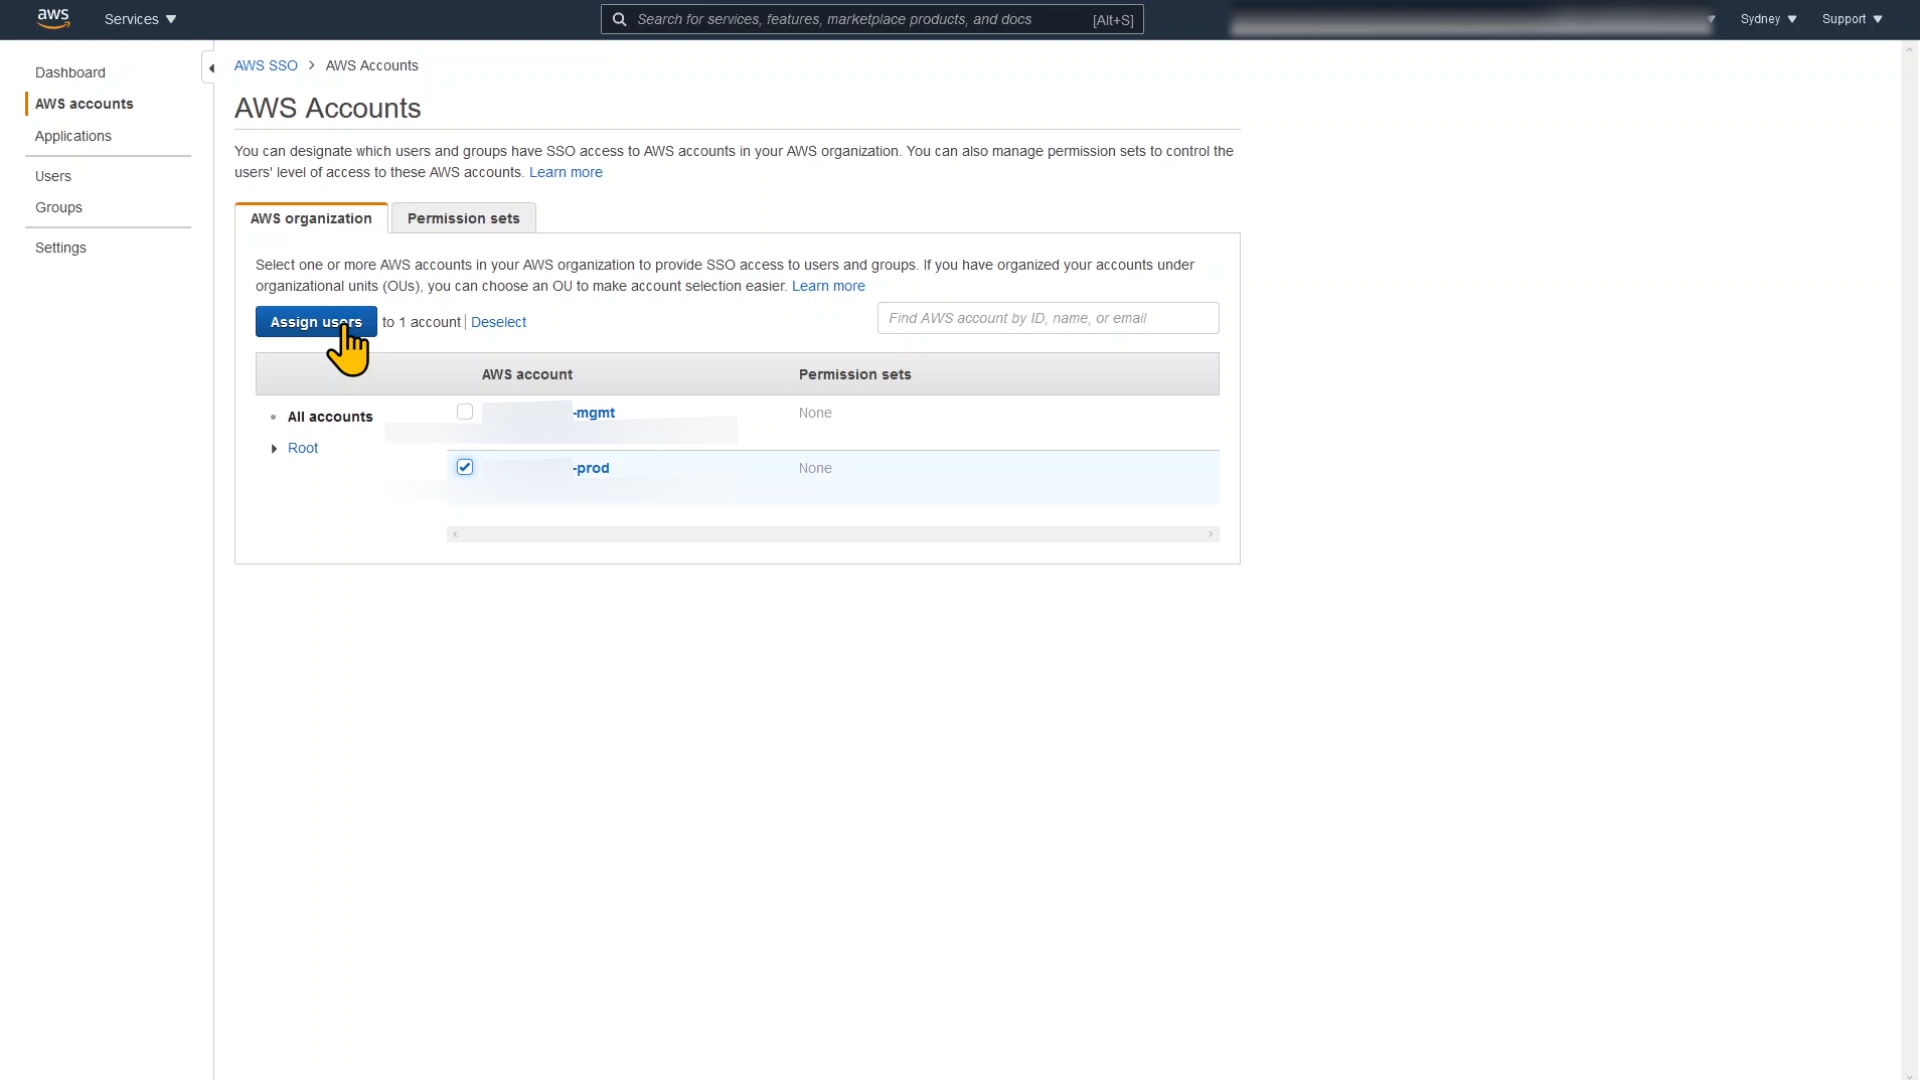 aws
Services
Search for services, features, marketplace products, and docs
[Alt+S]
Sydney
Support
Dashboard
AWS accounts
Applications
Users
Groups
Settings
AWS SSO > AWS Accounts
AWS Accounts
You can designate which users and groups have SSO access to AWS accounts in your AWS organization. You can also manage permission sets to control the
users' level of access to these AWS accounts. Learn more
AWS organization
Permission sets
Select one or more AWS accounts in your AWS organization to provide SSO access to users and groups. If you have organized your accounts under
organizational units (OUs), you can choose an OU to make account selection easier. Learn more
Assign users to 1 account | Deselect
Find AWS account by ID, name, or email
AWS account
Permission sets
All accounts
Root
-mgmt
None
-prod
None